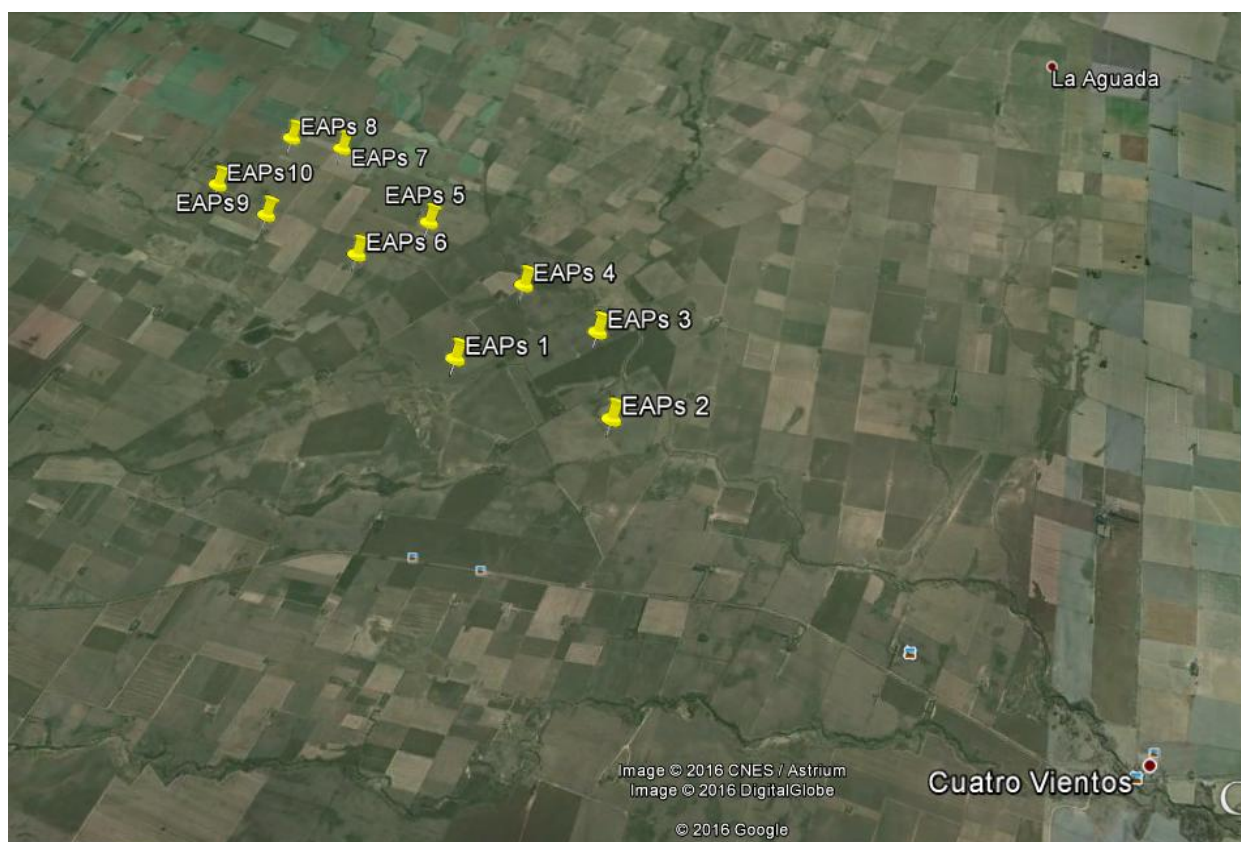 La Aguada
EAPs 8
EAPs 7
EAPs10
EAPs9
EAPs 5
EAPs 6
EAPs 4
EAPs 3
EAPs 1
EAPs 2
Image © 2016 CNES / Astrium
Image © 2016 DigitalGlobe
Cuatro Vientos
© 2016 Google